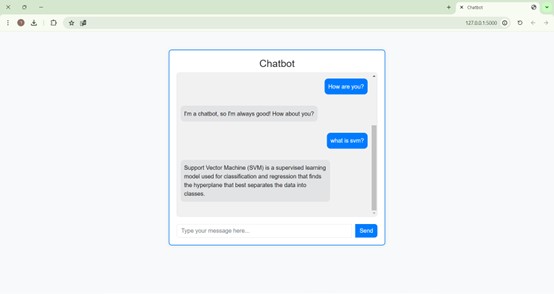 Chatbot
127.0.0.1:5000
Chatbot
How are you?
I'm a chatbot, so I'm always good! How about you?
what is svm?
Support Vector Machine (SVM) is a supervised learning
model used for classification and regression that finds
the hyperplane that best separates the data into
classes.
Type your message here...
Send